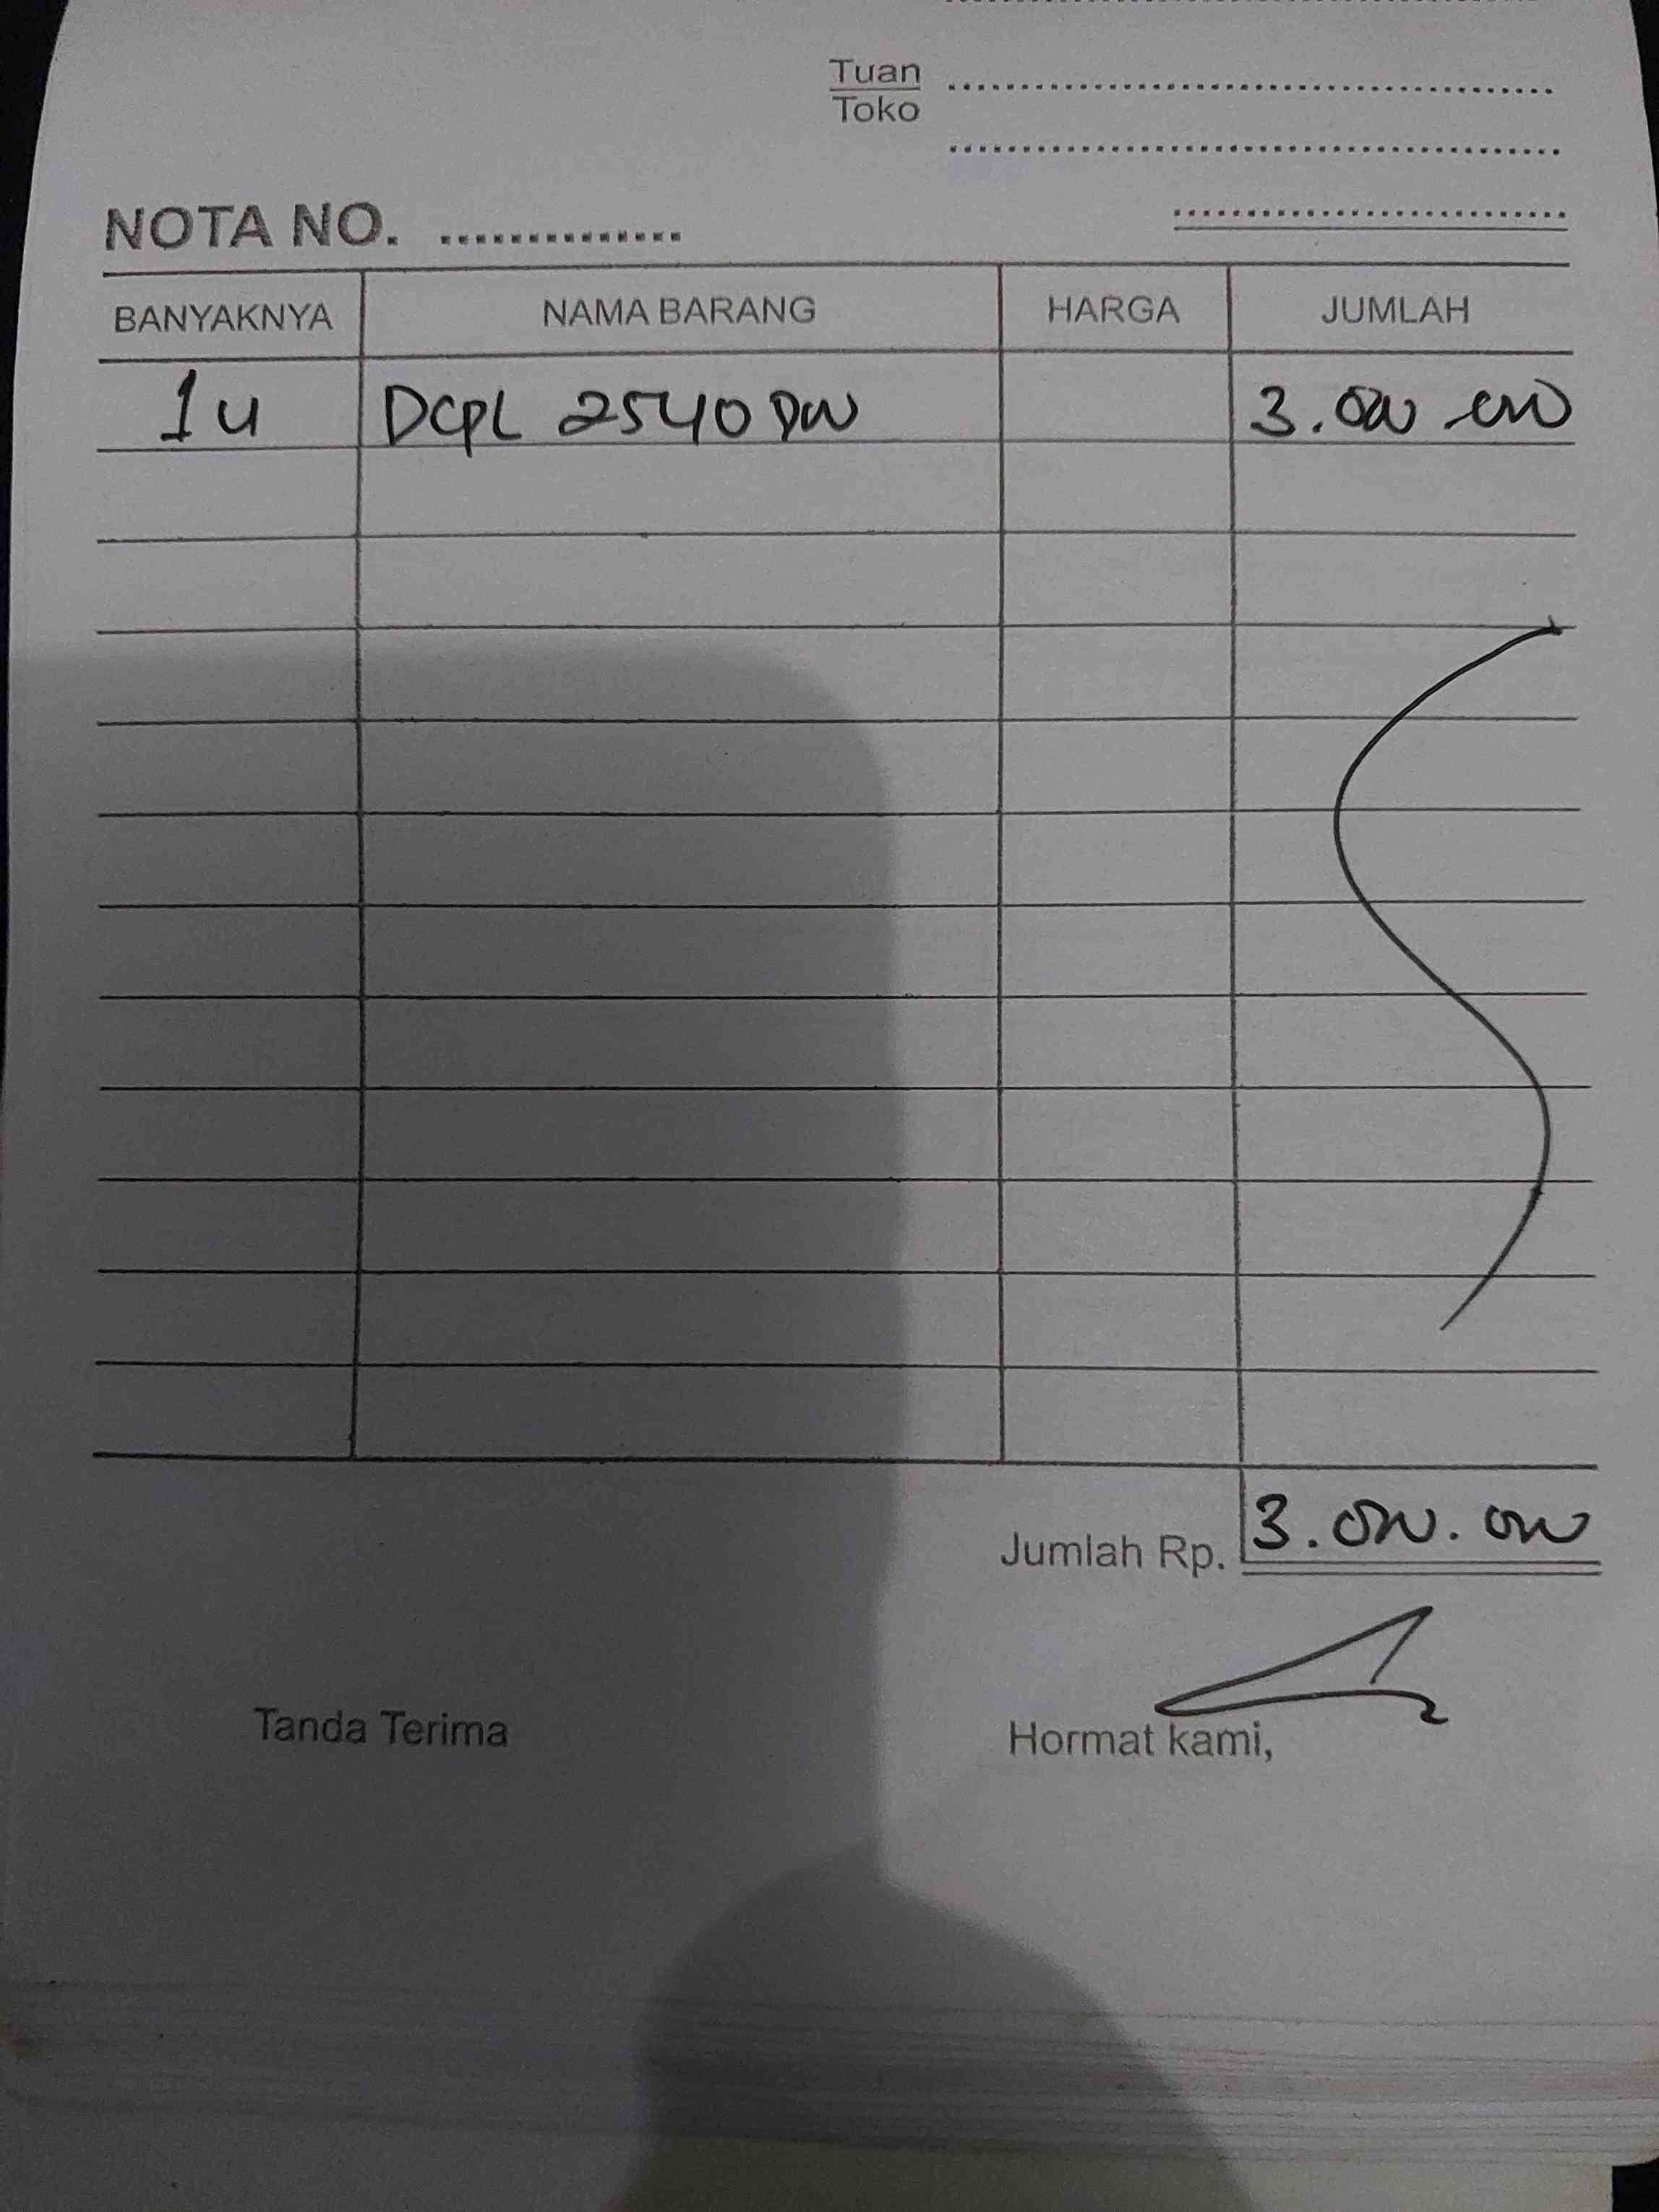 Tuan
Toko
NOTA NO.
BANYAKNYA NAMA BARANG HARGA JUMLAH
1 u DCPL 2540 DW 3.000.000
Jumlah Rp. 3.000.000
Tanda Terima Hormat kami,